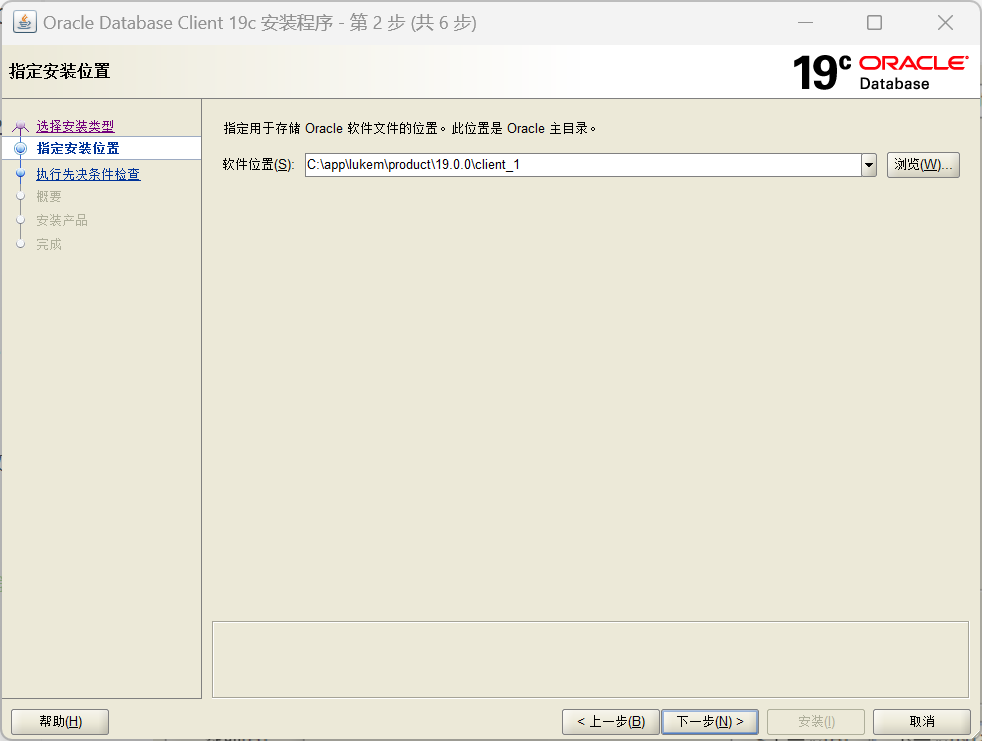 Oracle Database Client 19c 安装程序 - 第 2 步 (共 6 步)
指定安装位置
19c ORACLE
Database
选择安装类型
指定安装位置
执行先决条件检查
概要
安装产品
完成
指定用于存储 Oracle 软件文件的位置。此位置是 Oracle 主目录。
软件位置(S): C:\app\lukem\product\19.0.0\client_1 浏览(W)...
帮助(H) < 上一步(B) 下一步(N) > 安装(I) 取消